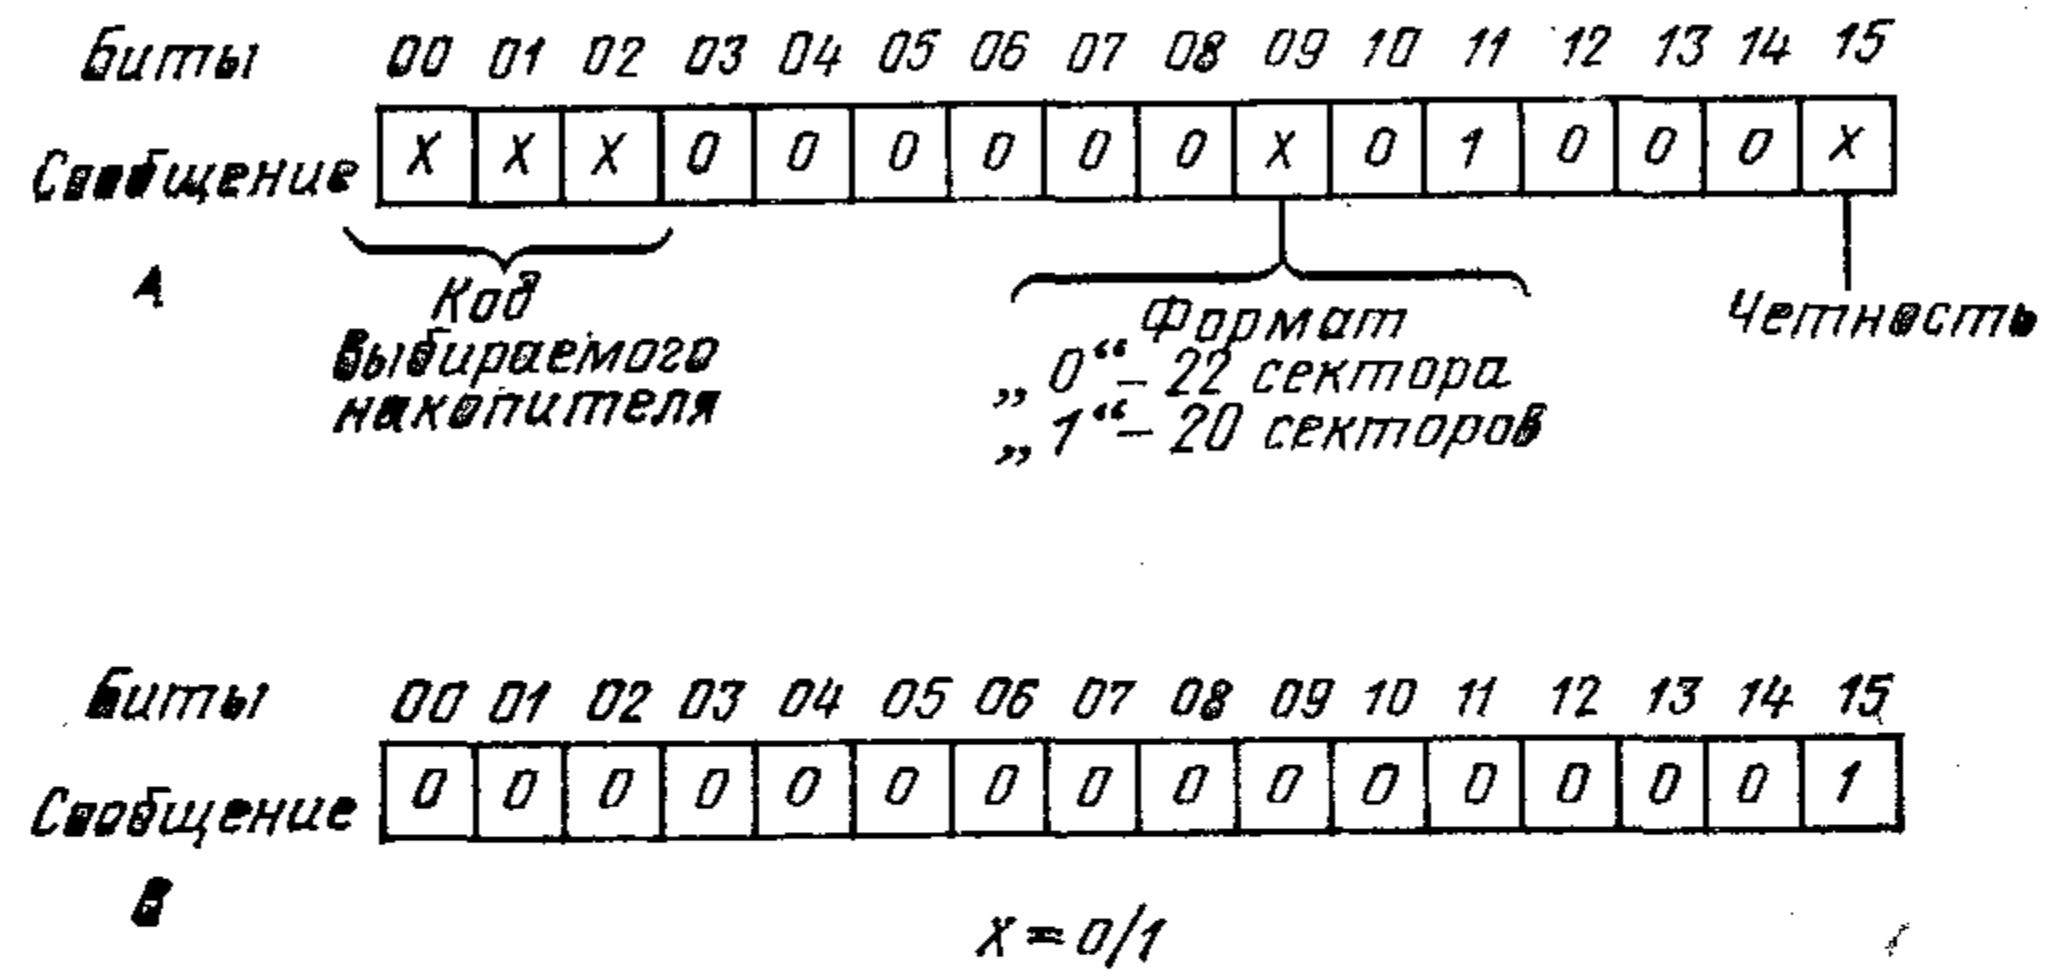 Биты 00 01 02 03 04 05 06 07 08 09 10 11 12 13 14 15
Сообщение X X X 0 0 0 0 0 0 X 0 1 0 0 0 X
А
Код
выбираемого
накопителя
Формат
„0“ – 22 сектора
„1“ – 20 секторов
Четность
Биты 00 01 02 03 04 05 06 07 08 09 10 11 12 13 14 15
Сообщение 0 0 0 0 0 0 0 0 0 0 0 0 0 0 0 1
В
X = 0/1